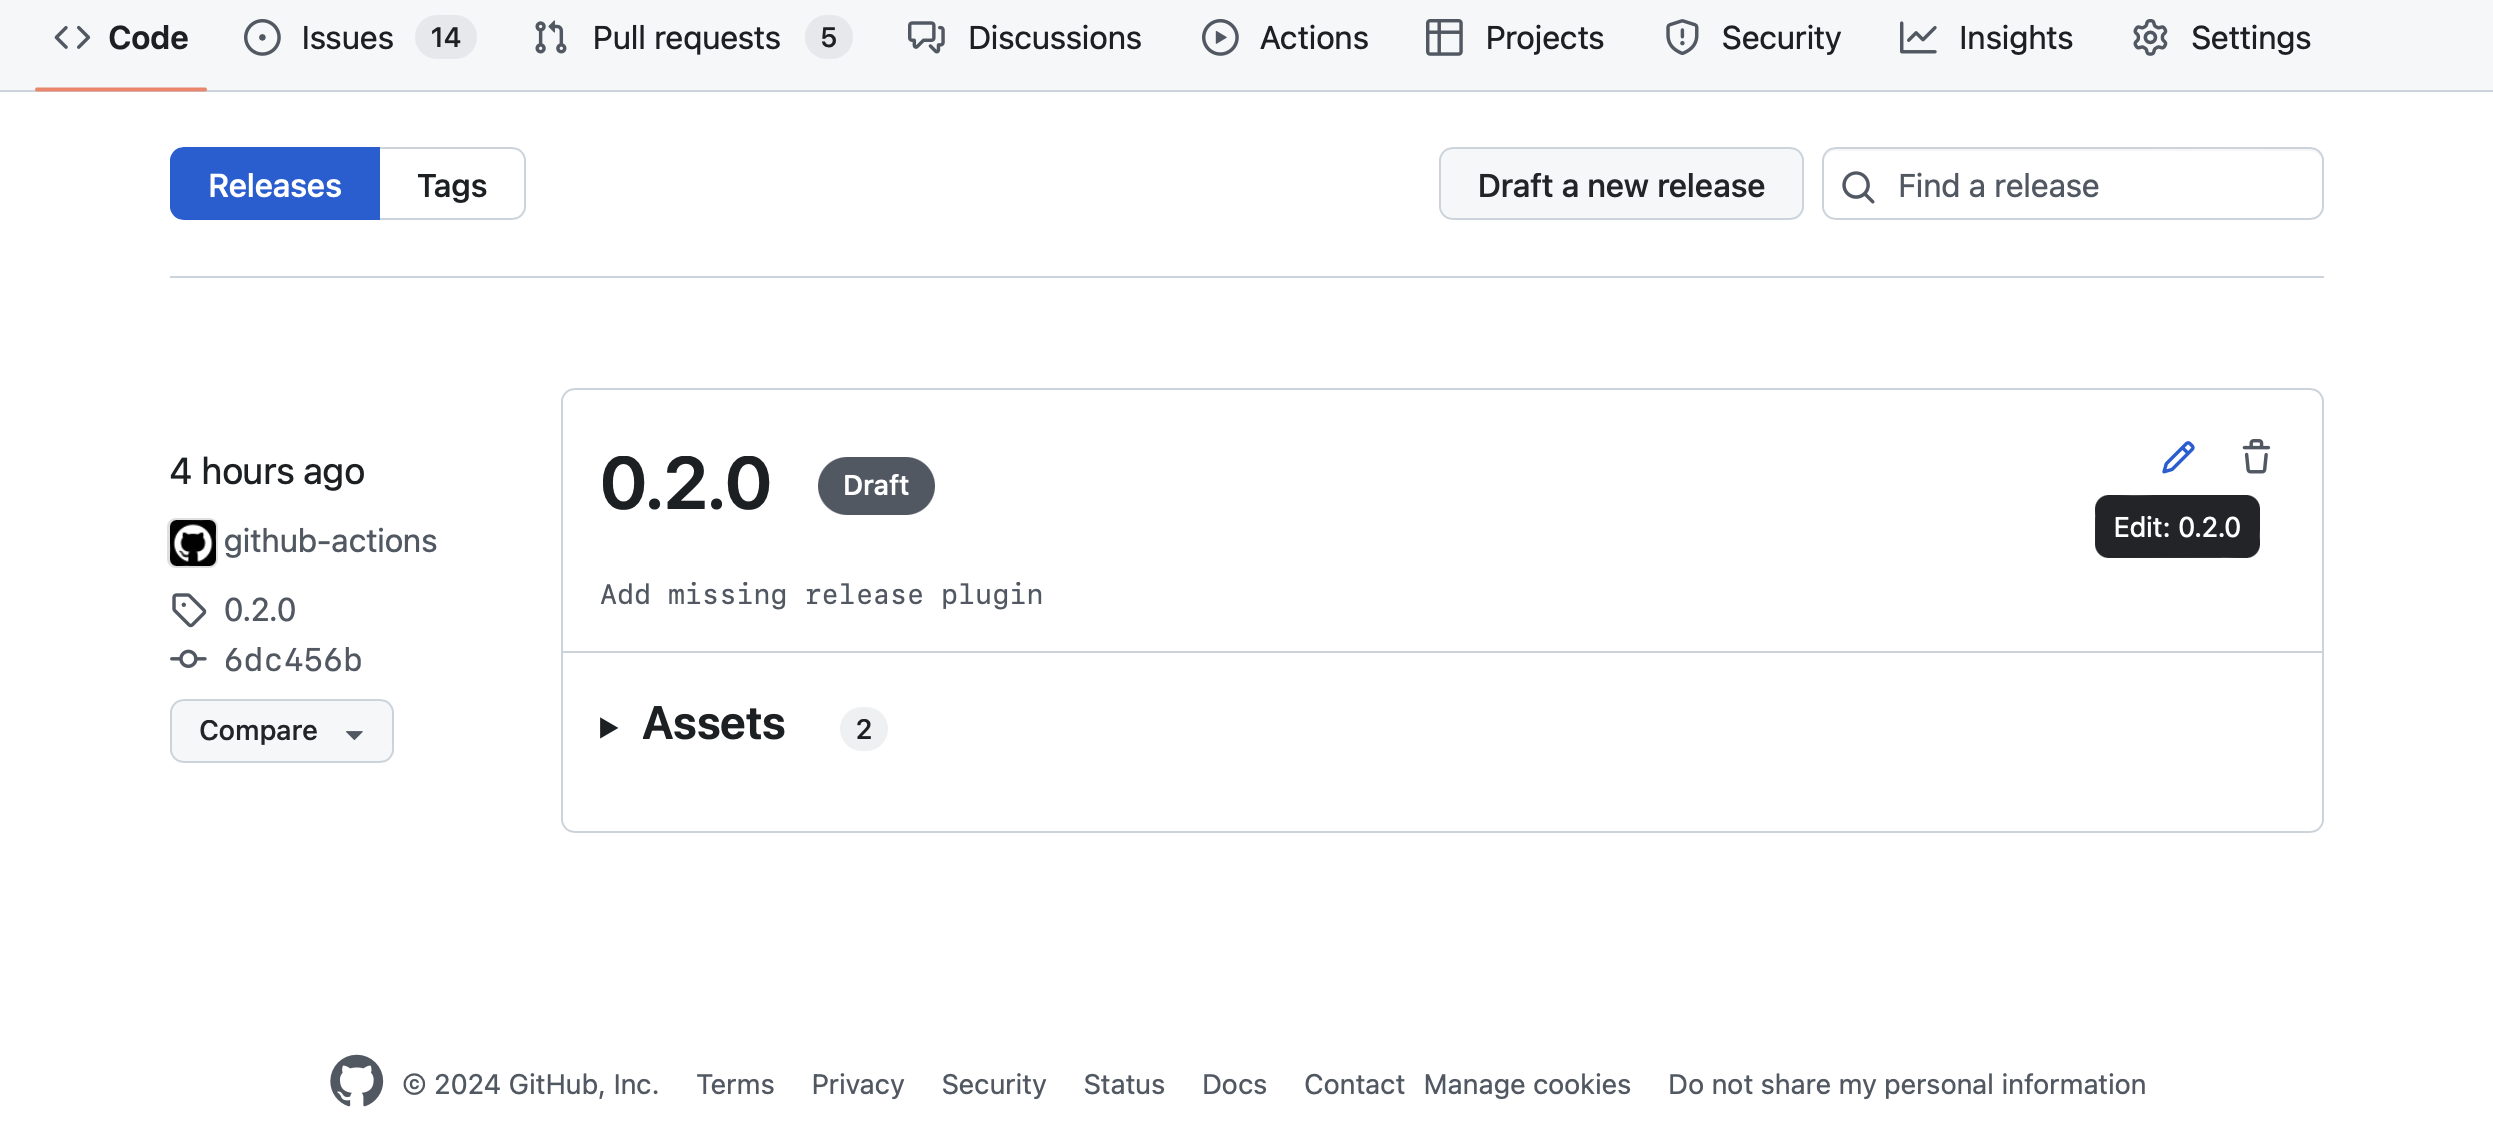 Code Issues 14 Pull requests 5 Discussions Actions Projects Security Insights Settings
Releases Tags Draft a new release Find a release
4 hours ago
github-actions
0.2.0
6dc456b
Compare
0.2.0 Draft
Edit: 0.2.0
Add missing release plugin
Assets 2
© 2024 GitHub, Inc. Terms Privacy Security Status Docs Contact Manage cookies Do not share my personal information